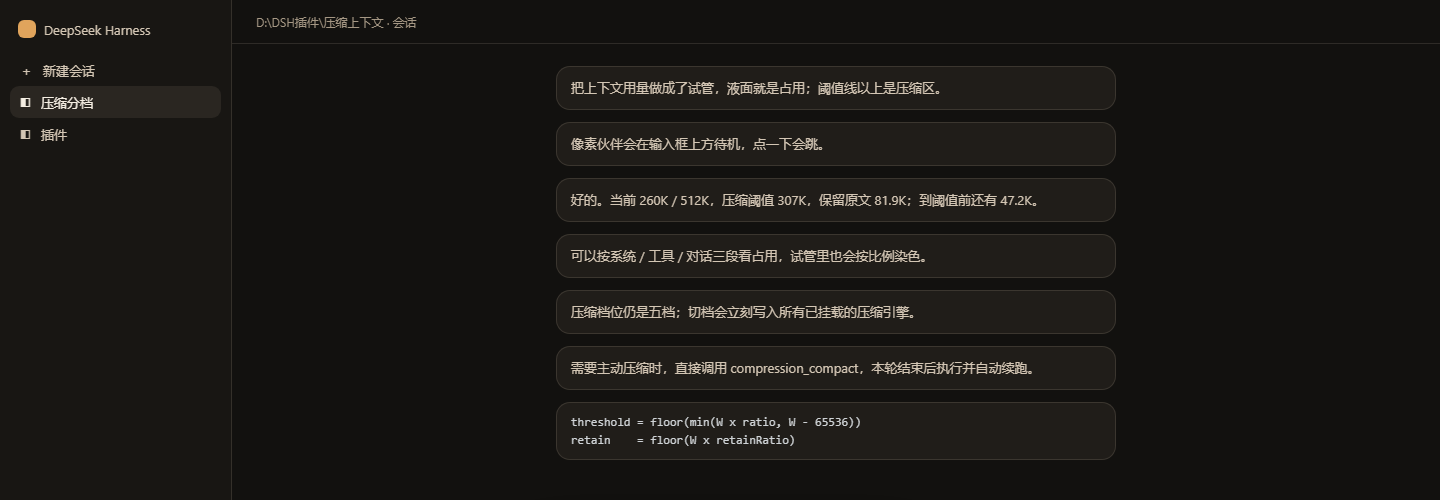 DeepSeek Harness
+ 新建会话
压缩分档
插件
D:\DSH插件\压缩上下文 · 会话
把上下文用量做成了试管，液面就是占用；阈值线以上是压缩区。
像素伙伴会在输入框上方待机，点一下会跳。
好的。当前 260K / 512K，压缩阈值 307K，保留原文 81.9K；到阈值前还有 47.2K。
可以按系统 / 工具 / 对话三段看占用，试管里也会按比例染色。
压缩档位仍是五档；切档会立刻写入所有已挂载的压缩引擎。
需要主动压缩时，直接调用 compression_compact，本轮结束后执行并自动续跑。
threshold = floor(min(W x ratio, W - 65536))
retain    = floor(W x retainRatio)